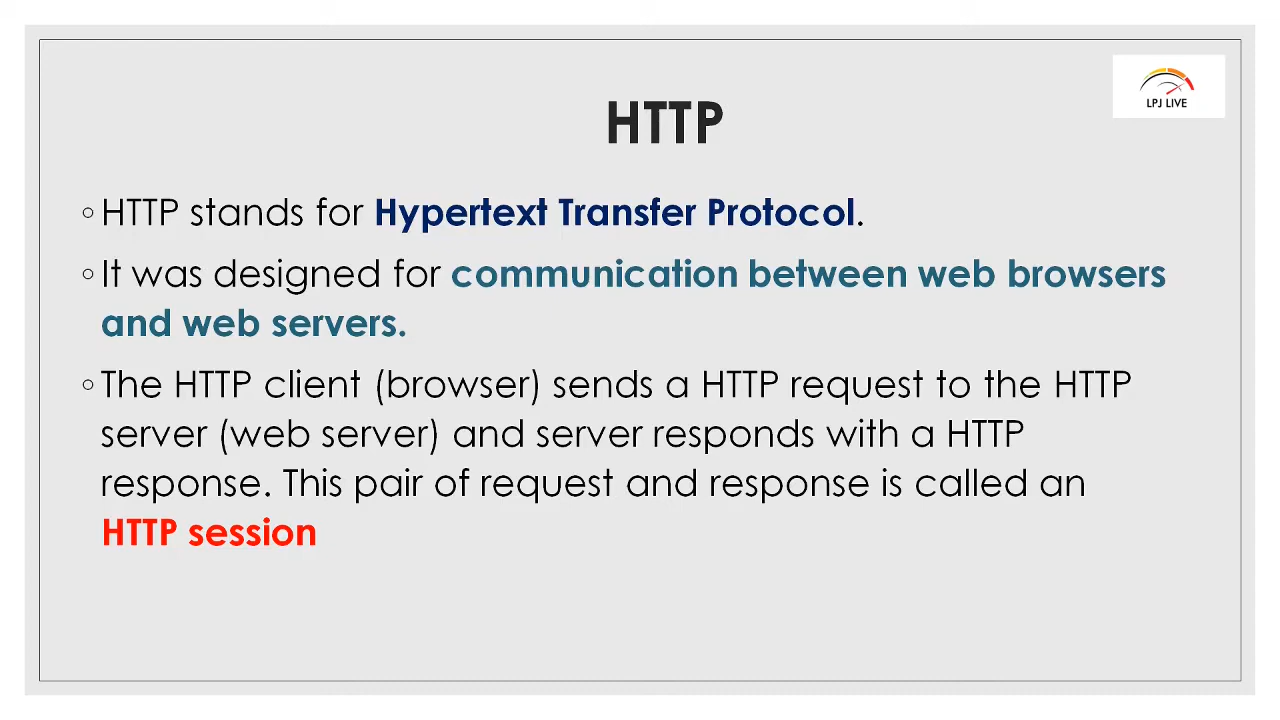 LPJ LIVE
HTTP
◦HTTP stands for Hypertext Transfer Protocol.
◦It was designed for communication between web browsers
and web servers.
◦The HTTP client (browser) sends a HTTP request to the HTTP
server (web server) and server responds with a HTTP
response. This pair of request and response is called an
HTTP session